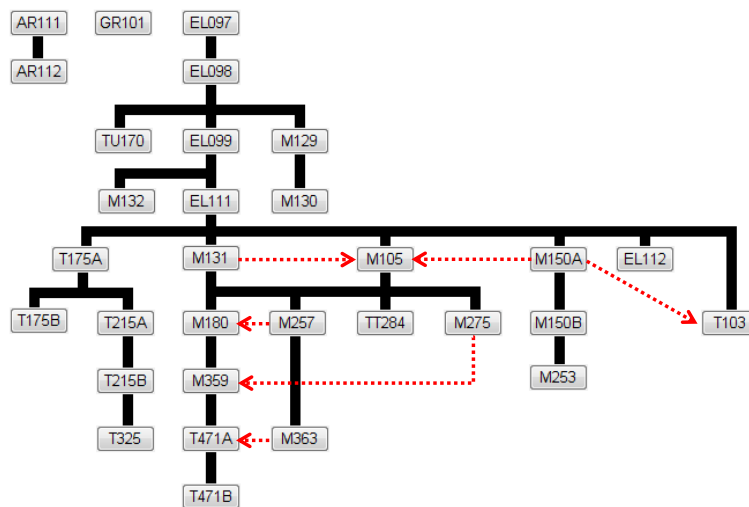 AR111 GR101 EL097
AR112 EL098
TU170 EL099 M129
M132 EL111 M130
T175A M131 M105 M150A EL112
T175B T215A M180 M257 TT284 M275 M150B T103
T215B M359 M253
T325 T471A M363
T471B